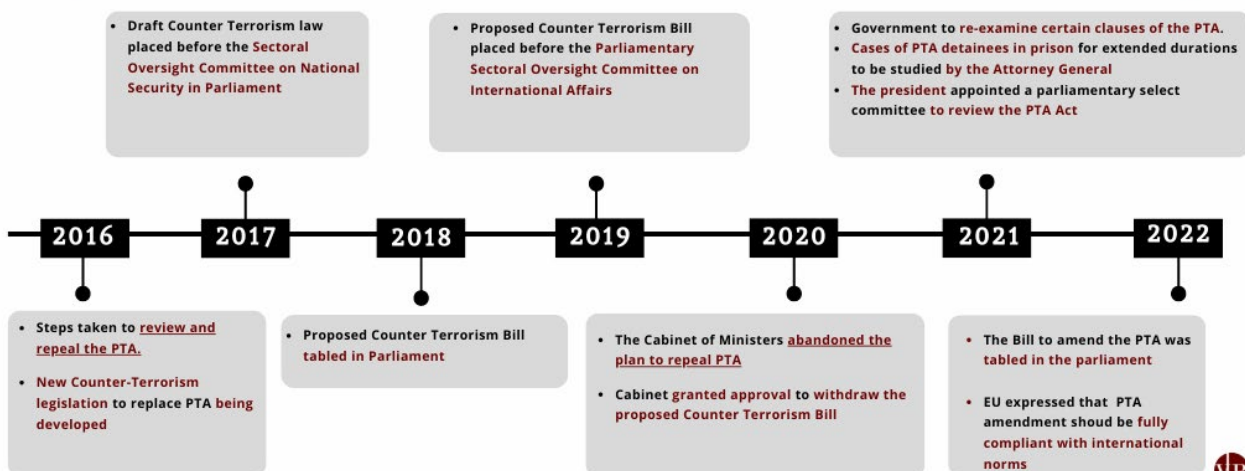 • Draft Counter Terrorism law
placed before the Sectoral
Oversight Committee on National
Security in Parliament
• Proposed Counter Terrorism Bill
placed before the Parliamentary
Sectoral Oversight Committee on
International Affairs
• Government to re-examine certain clauses of the PTA.
• Cases of PTA detainees in prison for extended durations
to be studied by the Attorney General
• The president appointed a parliamentary select
committee to review the PTA Act
2016
2017
2018
2019
2020
2021
2022
• Steps taken to review and
repeal the PTA.
• New Counter-Terrorism
legislation to replace PTA being
developed
• Proposed Counter Terrorism Bill
tabled in Parliament
• The Cabinet of Ministers abandoned the
plan to repeal PTA
• Cabinet granted approval to withdraw the
proposed Counter Terrorism Bill
• The Bill to amend the PTA was
tabled in the parliament
• EU expressed that PTA
amendment shoud be fully
compliant with international
norms